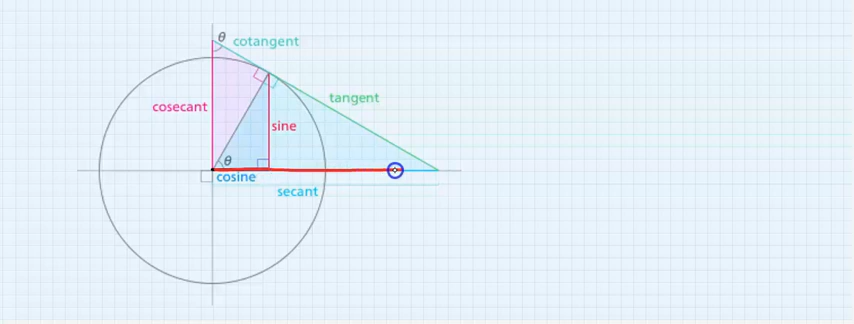 θ
cotangent
tangent
cosecant
sine
θ
cosine
secant